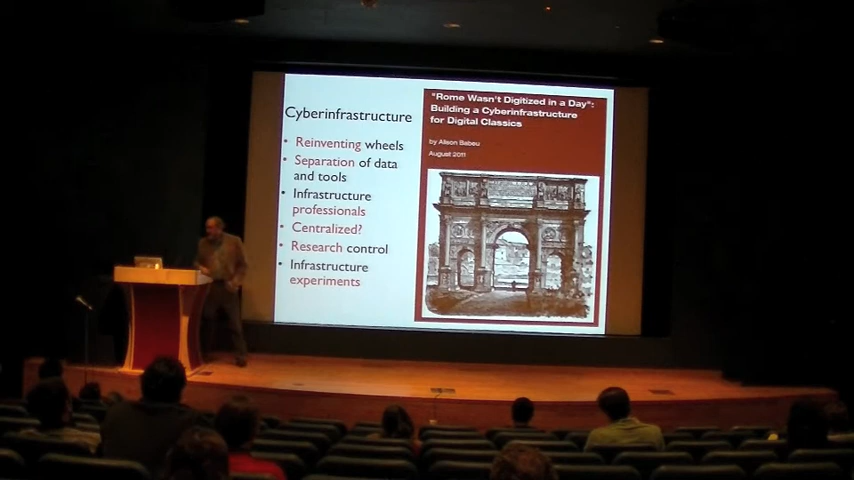 Cyberinfrastructure
• Reinventing wheels
• Separation of data
and tools
• Infrastructure
professionals
• Centralized?
• Research control
• Infrastructure
experiments
"Rome Wasn't Digitized in a Day":
Building a Cyberinfrastructure
for Digital Classics
by Alison Babeu
August 2011